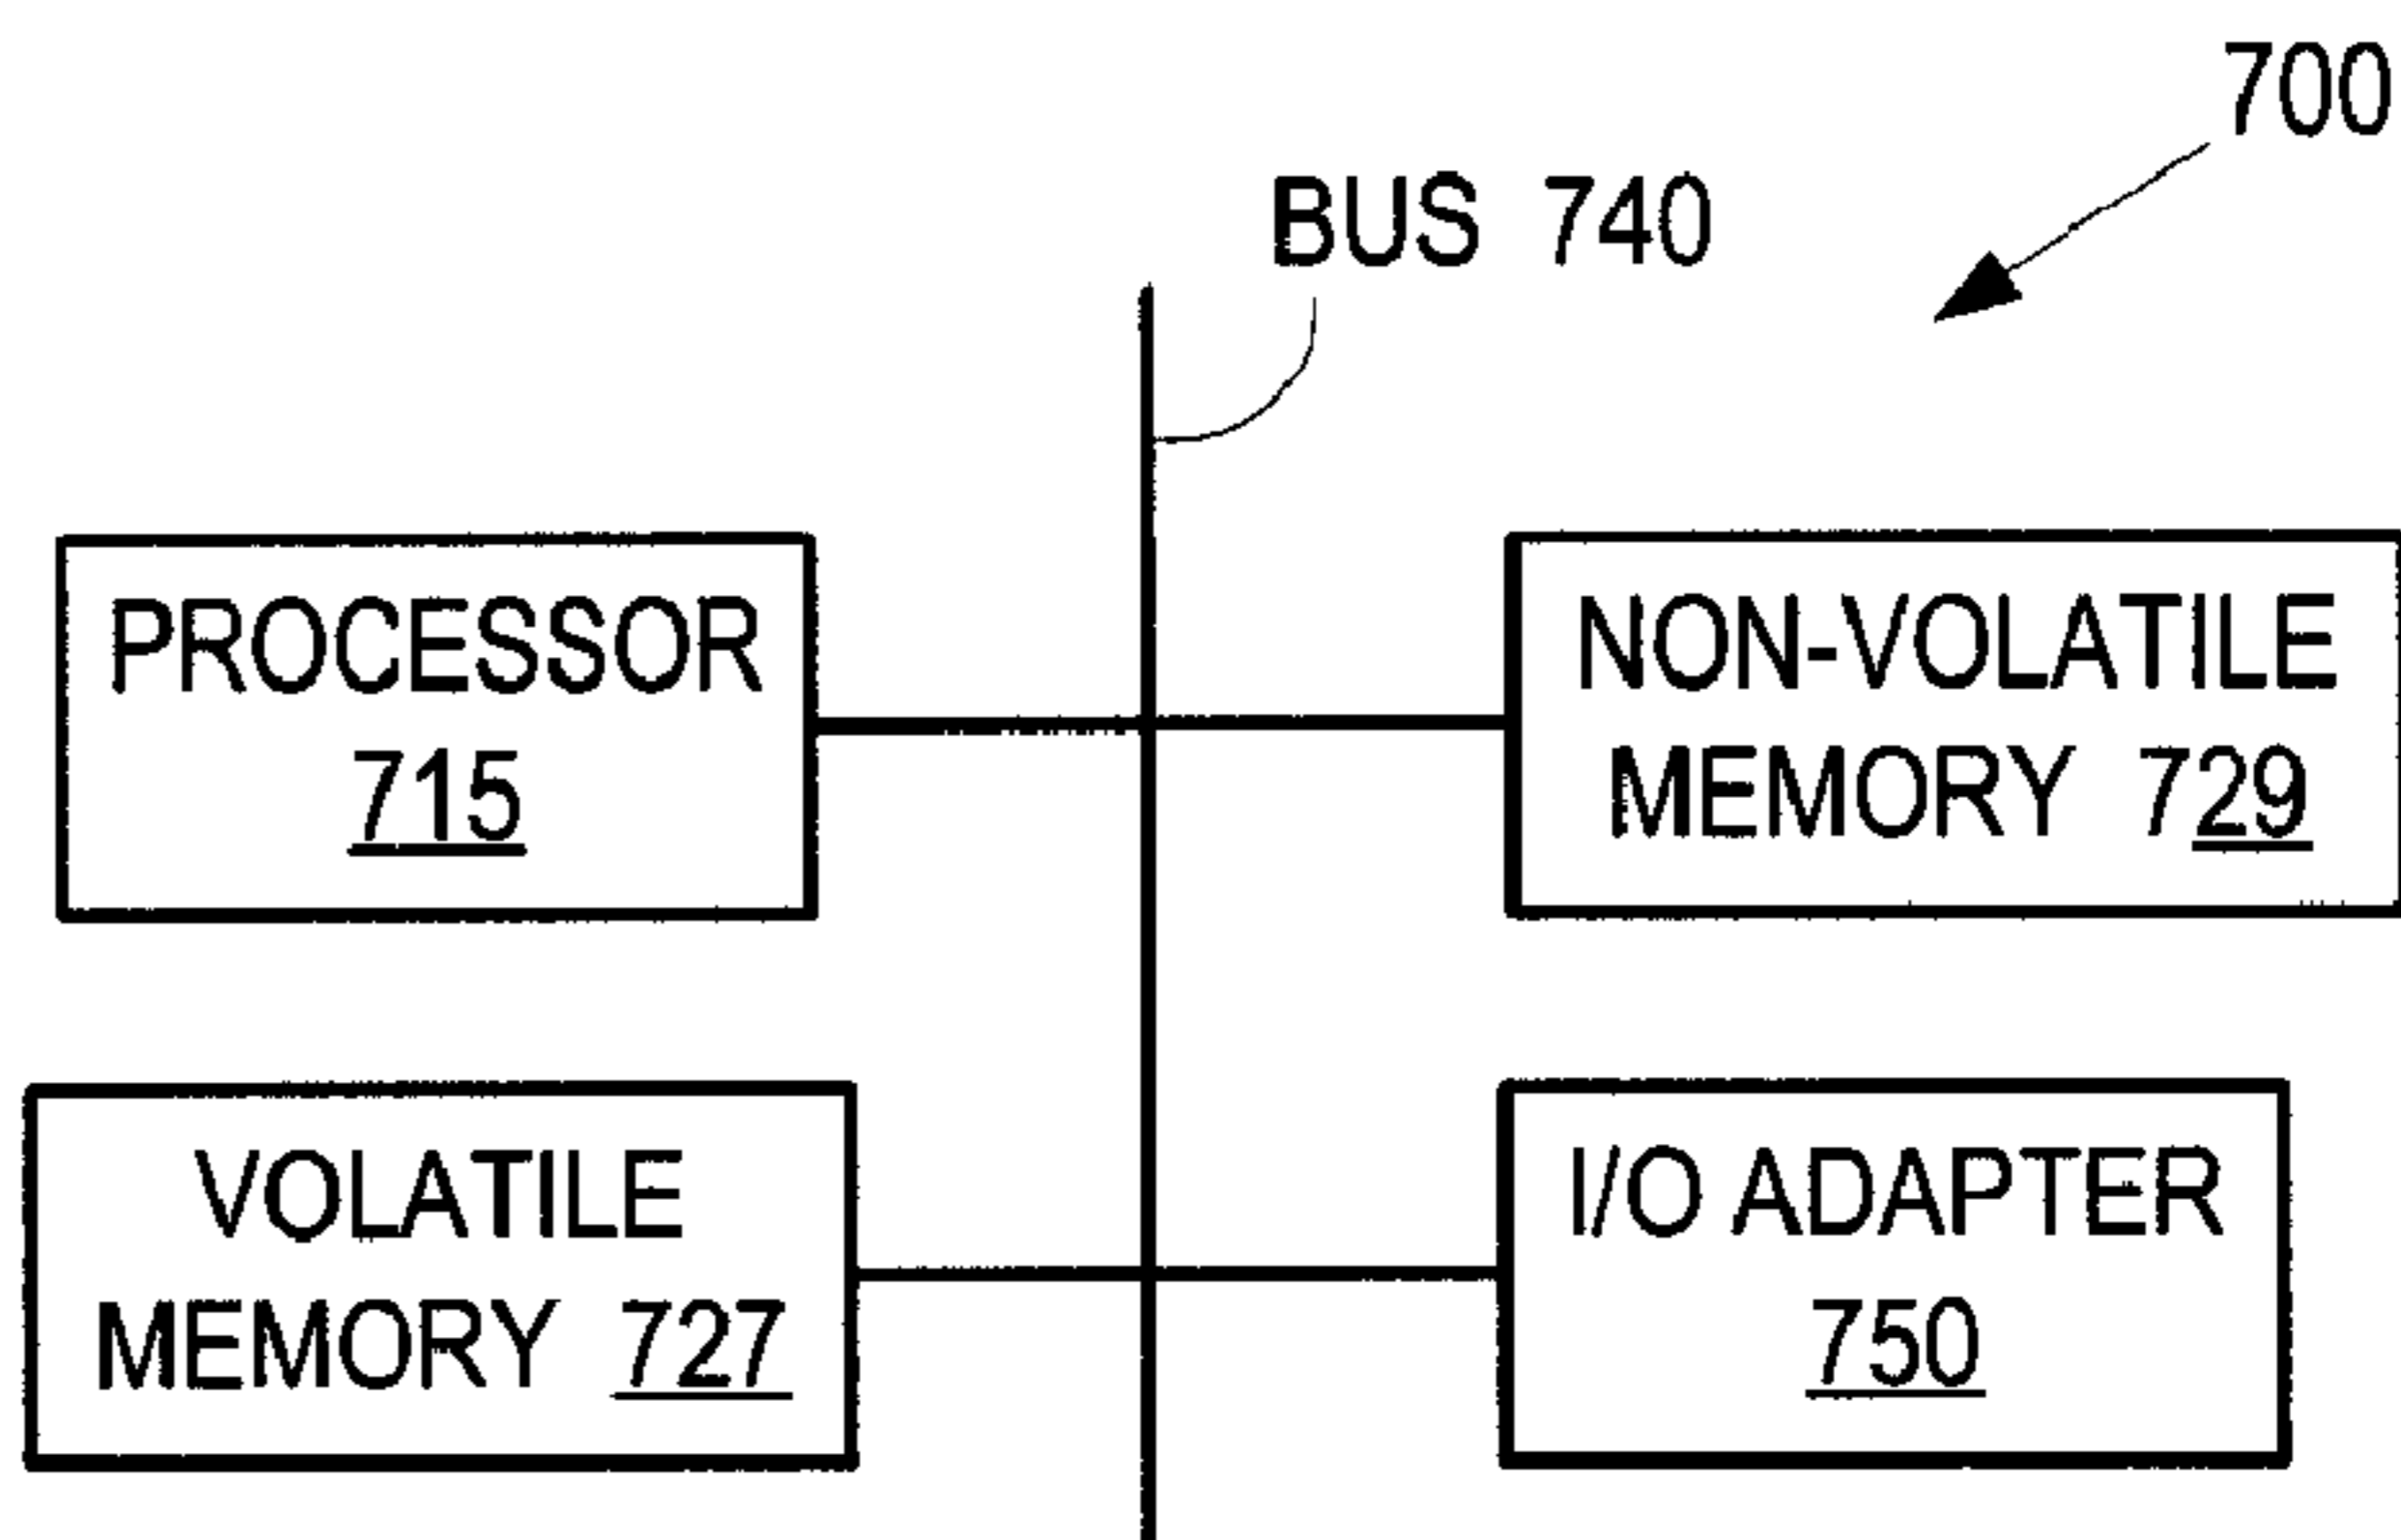 700
BUS 740
PROCESSOR
715
NON-VOLATILE
MEMORY 729
VOLATILE
MEMORY 727
I/O ADAPTER
750